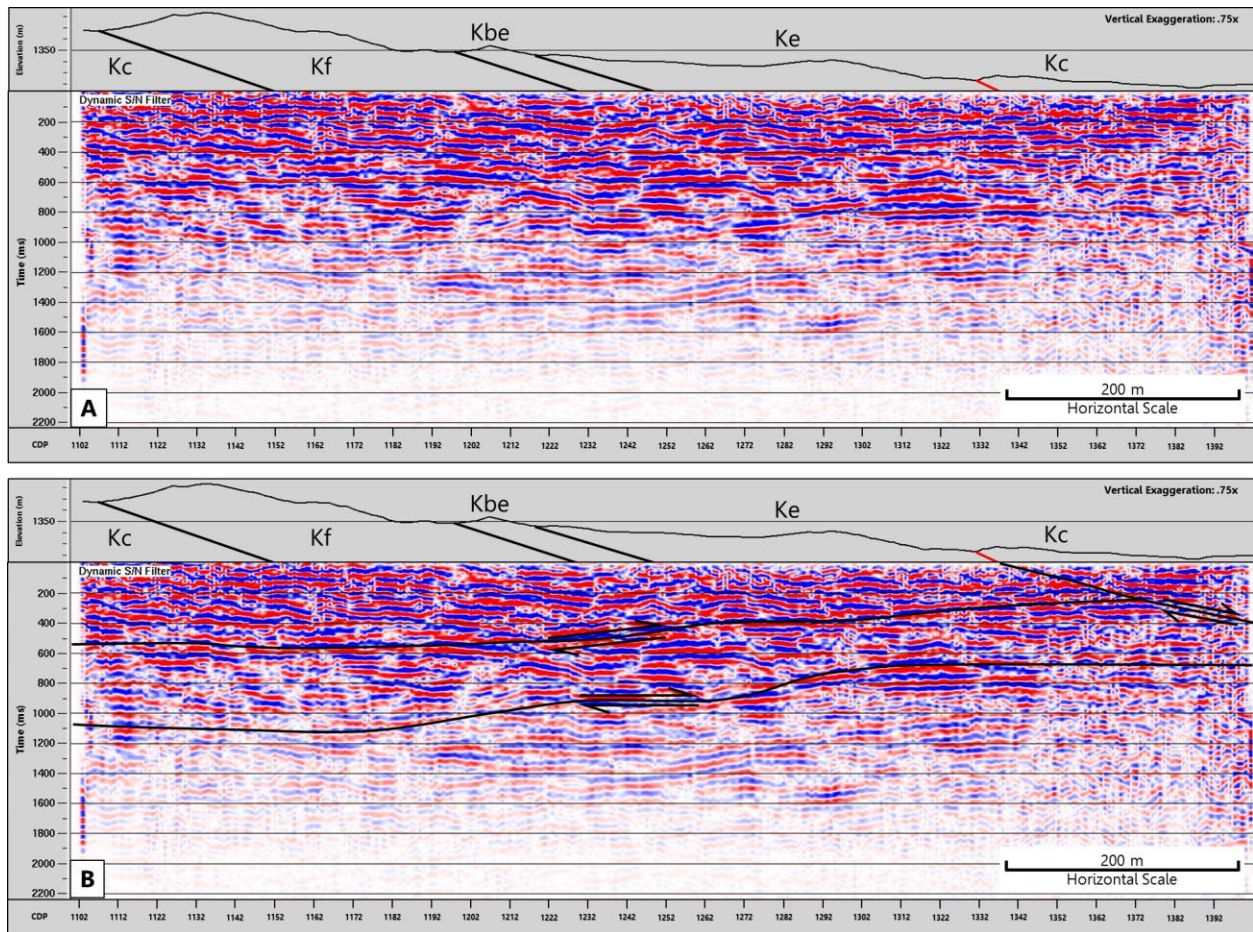 Vertical Exaggeration: .75x
Elevation (m)
1350
Kc
Kf
Kbe
Ke
Kc
Dynamic S/N Filter
Time (ms)
200
400
600
800
1000
1200
1400
1600
1800
2000
2200
A
200 m
Horizontal Scale
CDP 1102 1112 1122 1132 1142 1152 1162 1172 1182 1192 1202 1212 1222 1232 1242 1252 1262 1272 1282 1292 1302 1312 1322 1332 1342 1352 1362 1372 1382 1392
Vertical Exaggeration: .75x
Elevation (m)
1350
Kc
Kf
Kbe
Ke
Kc
Dynamic S/N Filter
Time (ms)
200
400
600
800
1000
1200
1400
1600
1800
2000
2200
B
200 m
Horizontal Scale
CDP 1102 1112 1122 1132 1142 1152 1162 1172 1182 1192 1202 1212 1222 1232 1242 1252 1262 1272 1282 1292 1302 1312 1322 1332 1342 1352 1362 1372 1382 1392